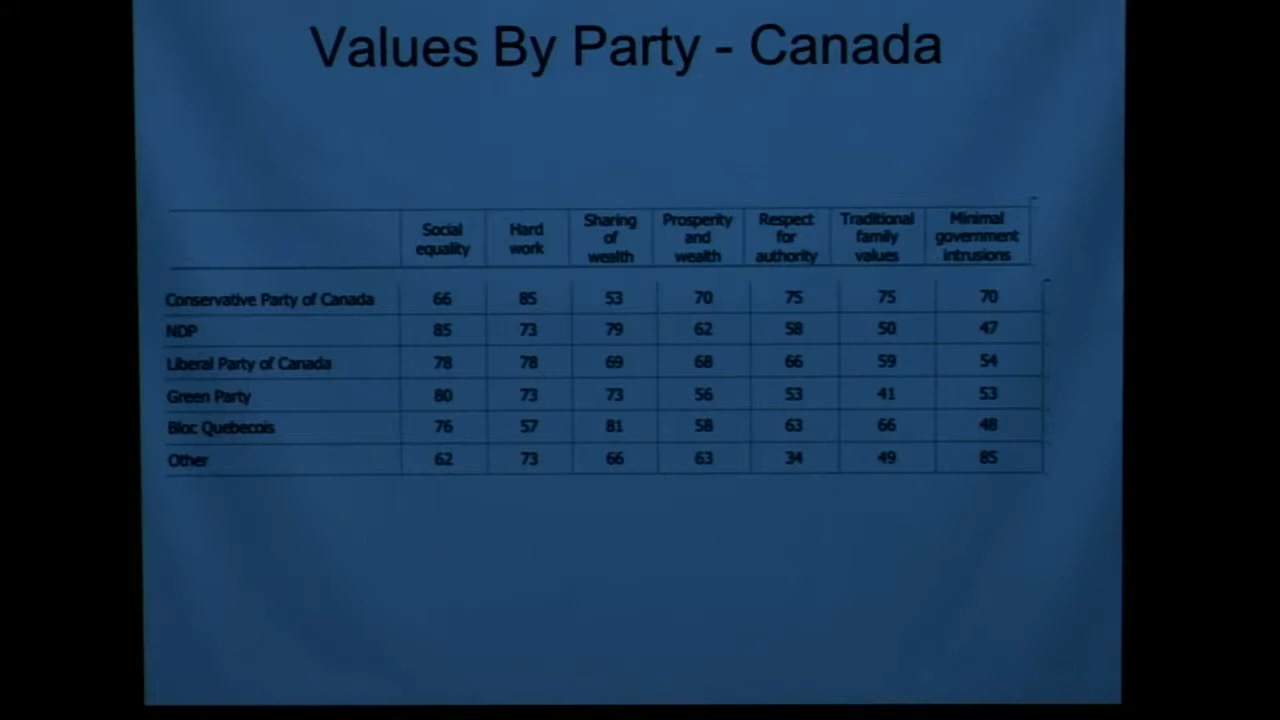 Values By Party - Canada
Social equality Hard work Sharing of wealth Prosperity and wealth Respect for authority Traditional family values Minimal government intrusions
Conservative Party of Canada 66 85 53 70 75 75 70
NDP 85 73 79 62 58 50 47
Liberal Party of Canada 78 78 69 68 66 59 54
Green Party 80 73 73 56 53 41 53
Bloc Quebecois 76 57 81 58 63 66 48
Other 62 73 66 63 34 49 85